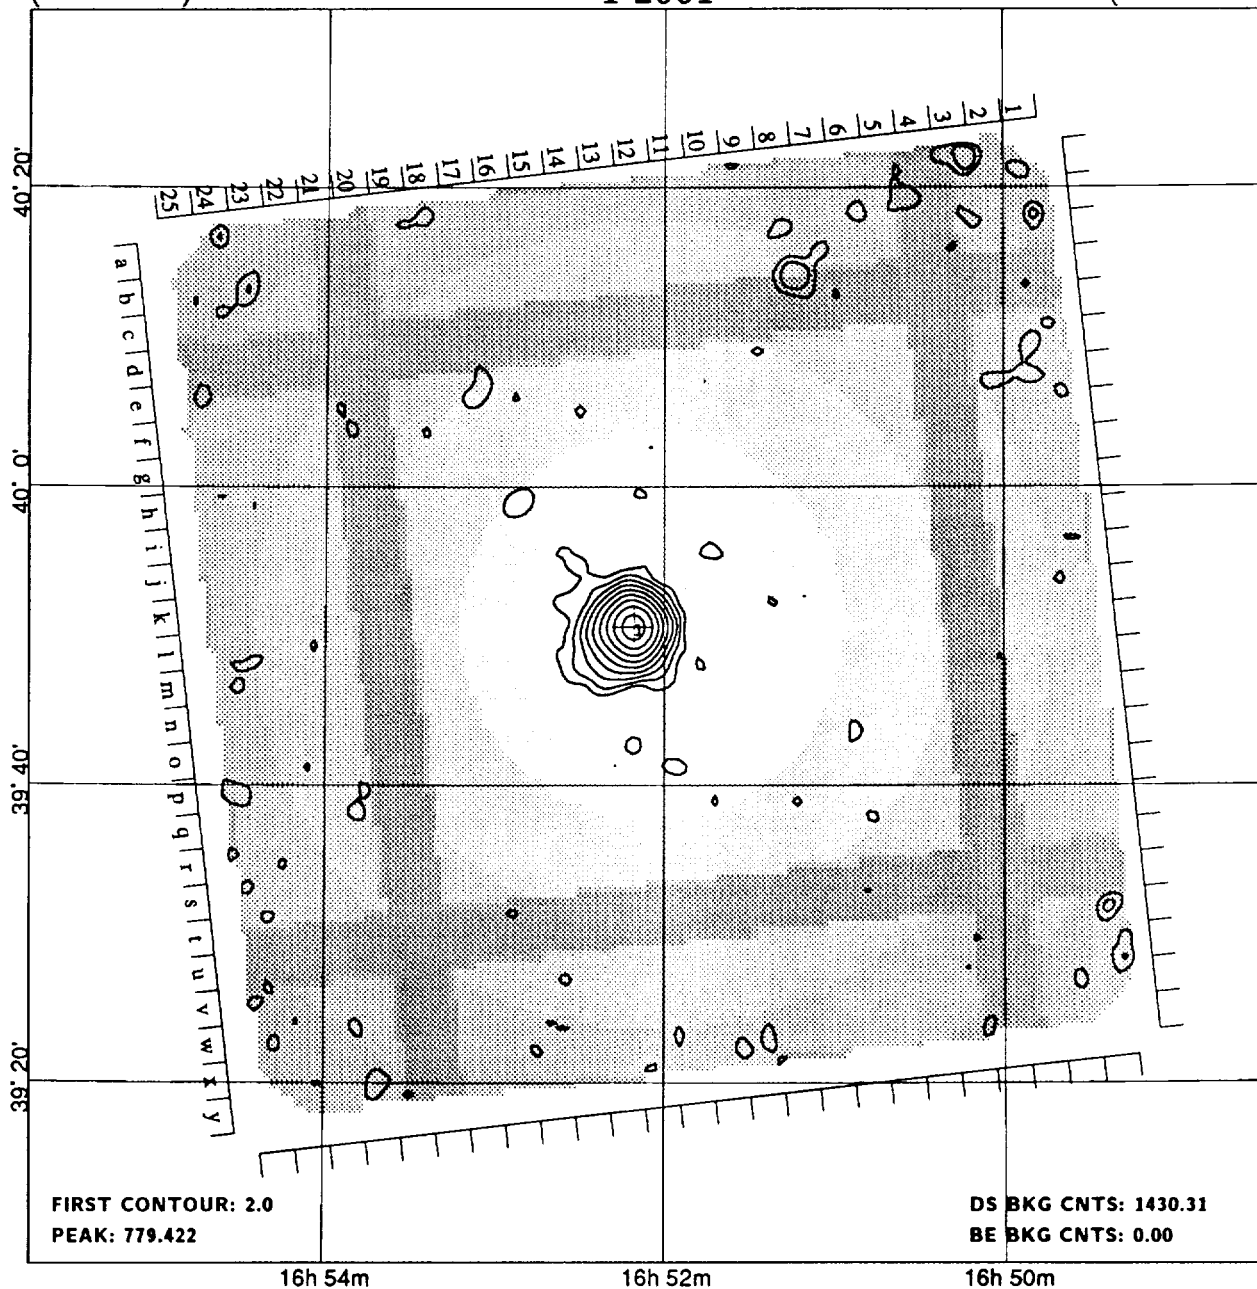 25 24 23 22 21 20 19 18 17 16 15 14 13 12 11 10 9 8 7 6 5 4 3 2 1
40° 20'
40° 0'
39° 40'
39° 20'
a b c d e f g h i j k l m n o p q r s t u v w x y
FIRST CONTOUR: 2.0
PEAK: 779.422
DS BKG CNTS: 1430.31
BE BKG CNTS: 0.00
16h 54m 16h 52m 16h 50m